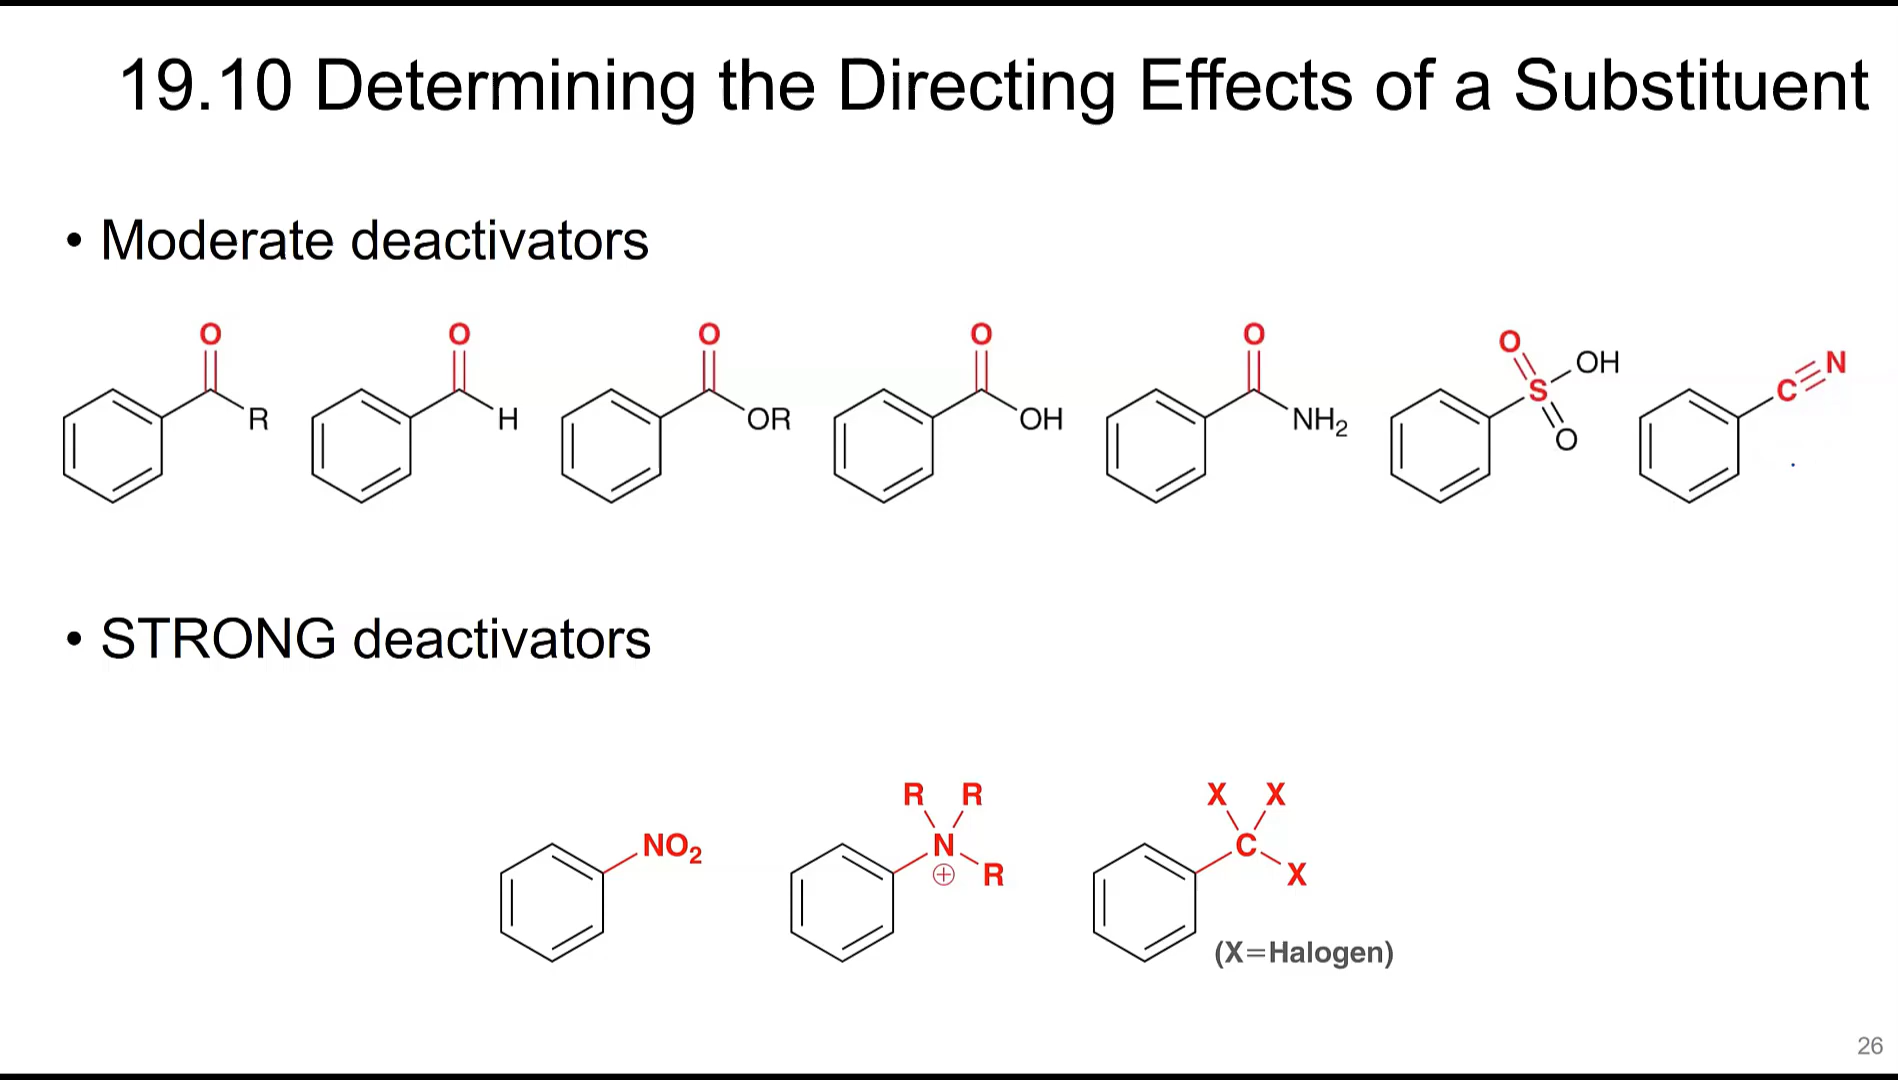 19.10 Determining the Directing Effects of a Substituent
• Moderate deactivators
O O O O O O OH C≡N
S
R H OR OH NH₂ O
• STRONG deactivators
R R X X
NO₂ N C
⊕ R X
(X=Halogen)
26